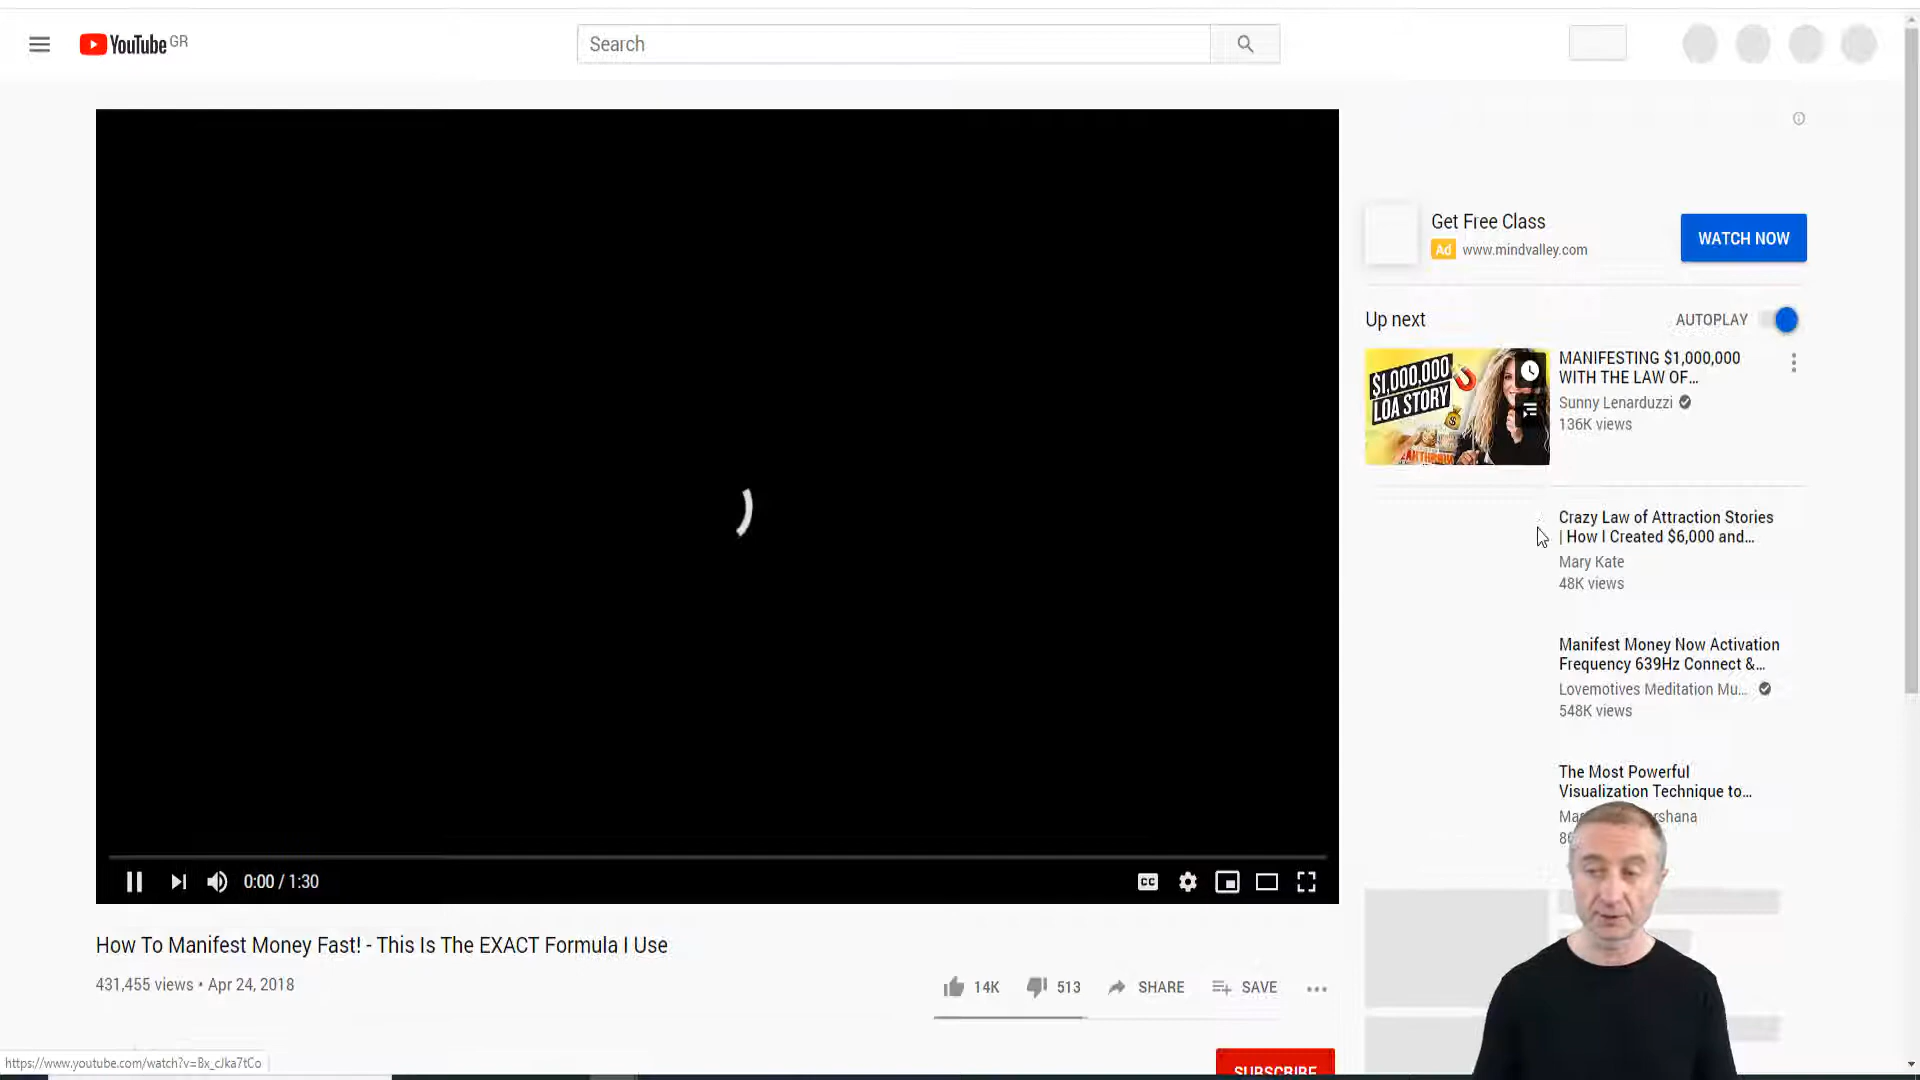 YouTube GR
Search
Get Free Class
Ad www.mindvalley.com
WATCH NOW
Up next
AUTOPLAY
$1,000,000
LOA STORY
MANIFESTING $1,000,000
WITH THE LAW OF...
Sunny Lenarduzzi
136K views
Crazy Law of Attraction Stories
| How I Created $6,000 and...
Mary Kate
48K views
Manifest Money Now Activation
Frequency 639Hz Connect &...
Lovemotives Meditation Mu...
548K views
The Most Powerful
Visualization Technique to...
0:00 / 1:30
CC
How To Manifest Money Fast! - This Is The EXACT Formula I Use
431,455 views • Apr 24, 2018
14K
513
SHARE
SAVE
https://www.youtube.com/watch?v=Bx_cJka7tCo
SUBSCRIBE